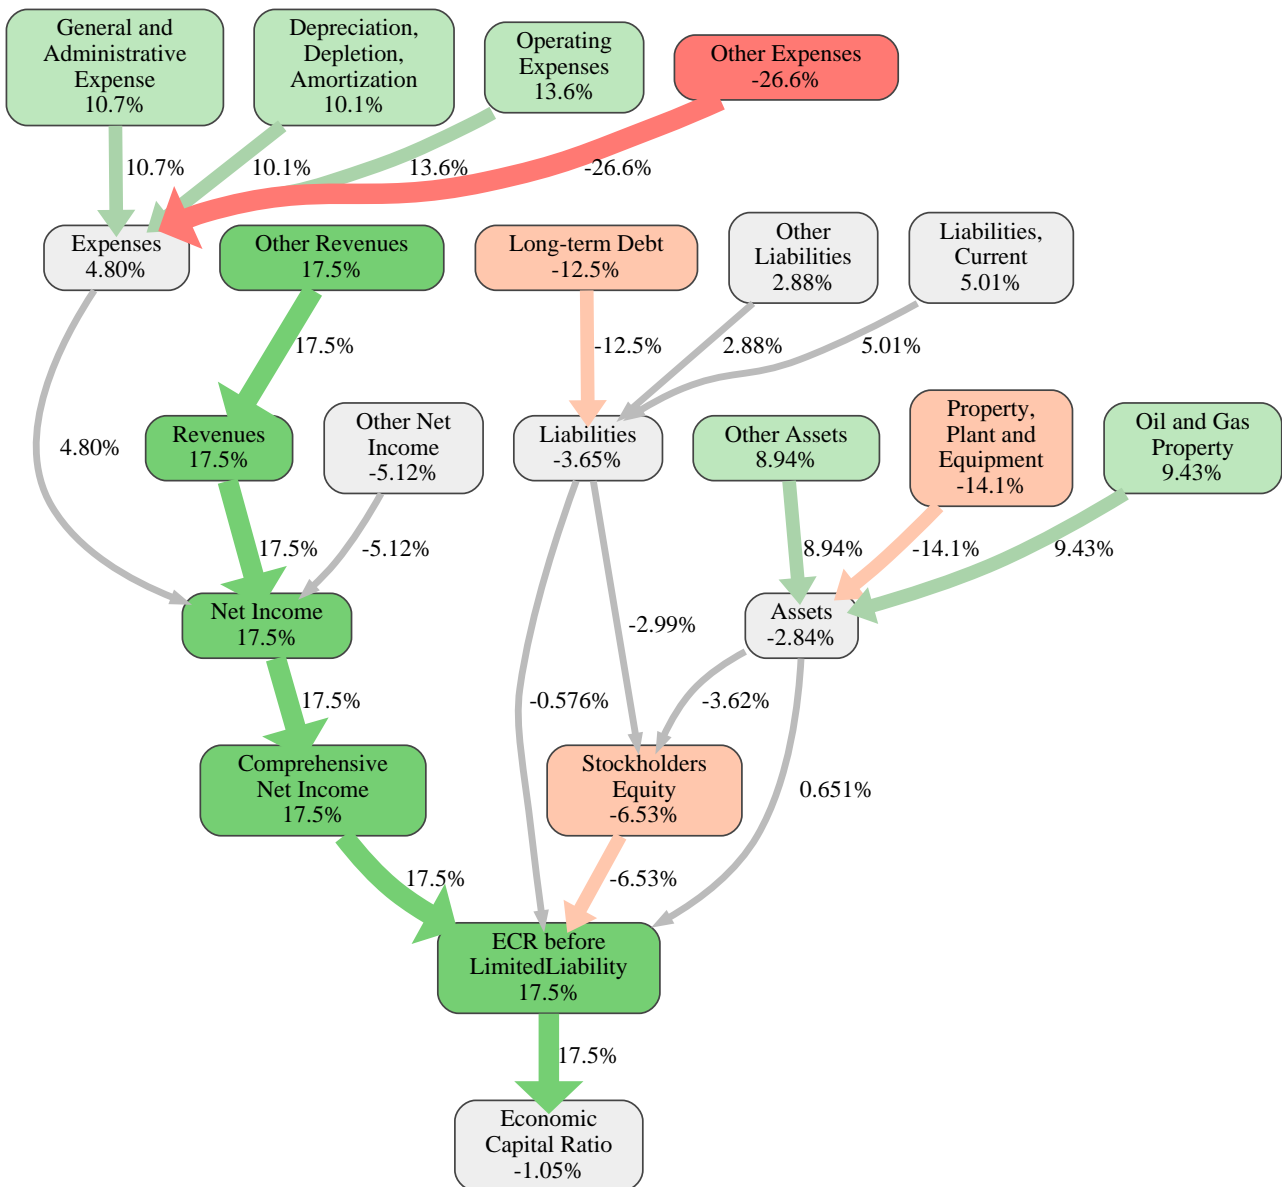 General and
Administrative
Expense
10.7%
Depreciation,
Depletion,
Amortization
10.1%
Operating
Expenses
13.6%
Other Expenses
-26.6%
10.7%
10.1%
13.6%
-26.6%
Expenses
4.80%
Other Revenues
17.5%
Long-term Debt
-12.5%
Other
Liabilities
2.88%
Liabilities,
Current
5.01%
17.5%
-12.5%
2.88%
5.01%
4.80%
Revenues
17.5%
Other Net
Income
-5.12%
Liabilities
-3.65%
Other Assets
8.94%
Property,
Plant and
Equipment
-14.1%
Oil and Gas
Property
9.43%
17.5%
-5.12%
8.94%
-14.1%
9.43%
Net Income
17.5%
-2.99%
Assets
-2.84%
17.5%
-0.576%
-3.62%
0.651%
Comprehensive
Net Income
17.5%
Stockholders
Equity
-6.53%
17.5%
-6.53%
ECR before
LimitedLiability
17.5%
17.5%
Economic
Capital Ratio
-1.05%